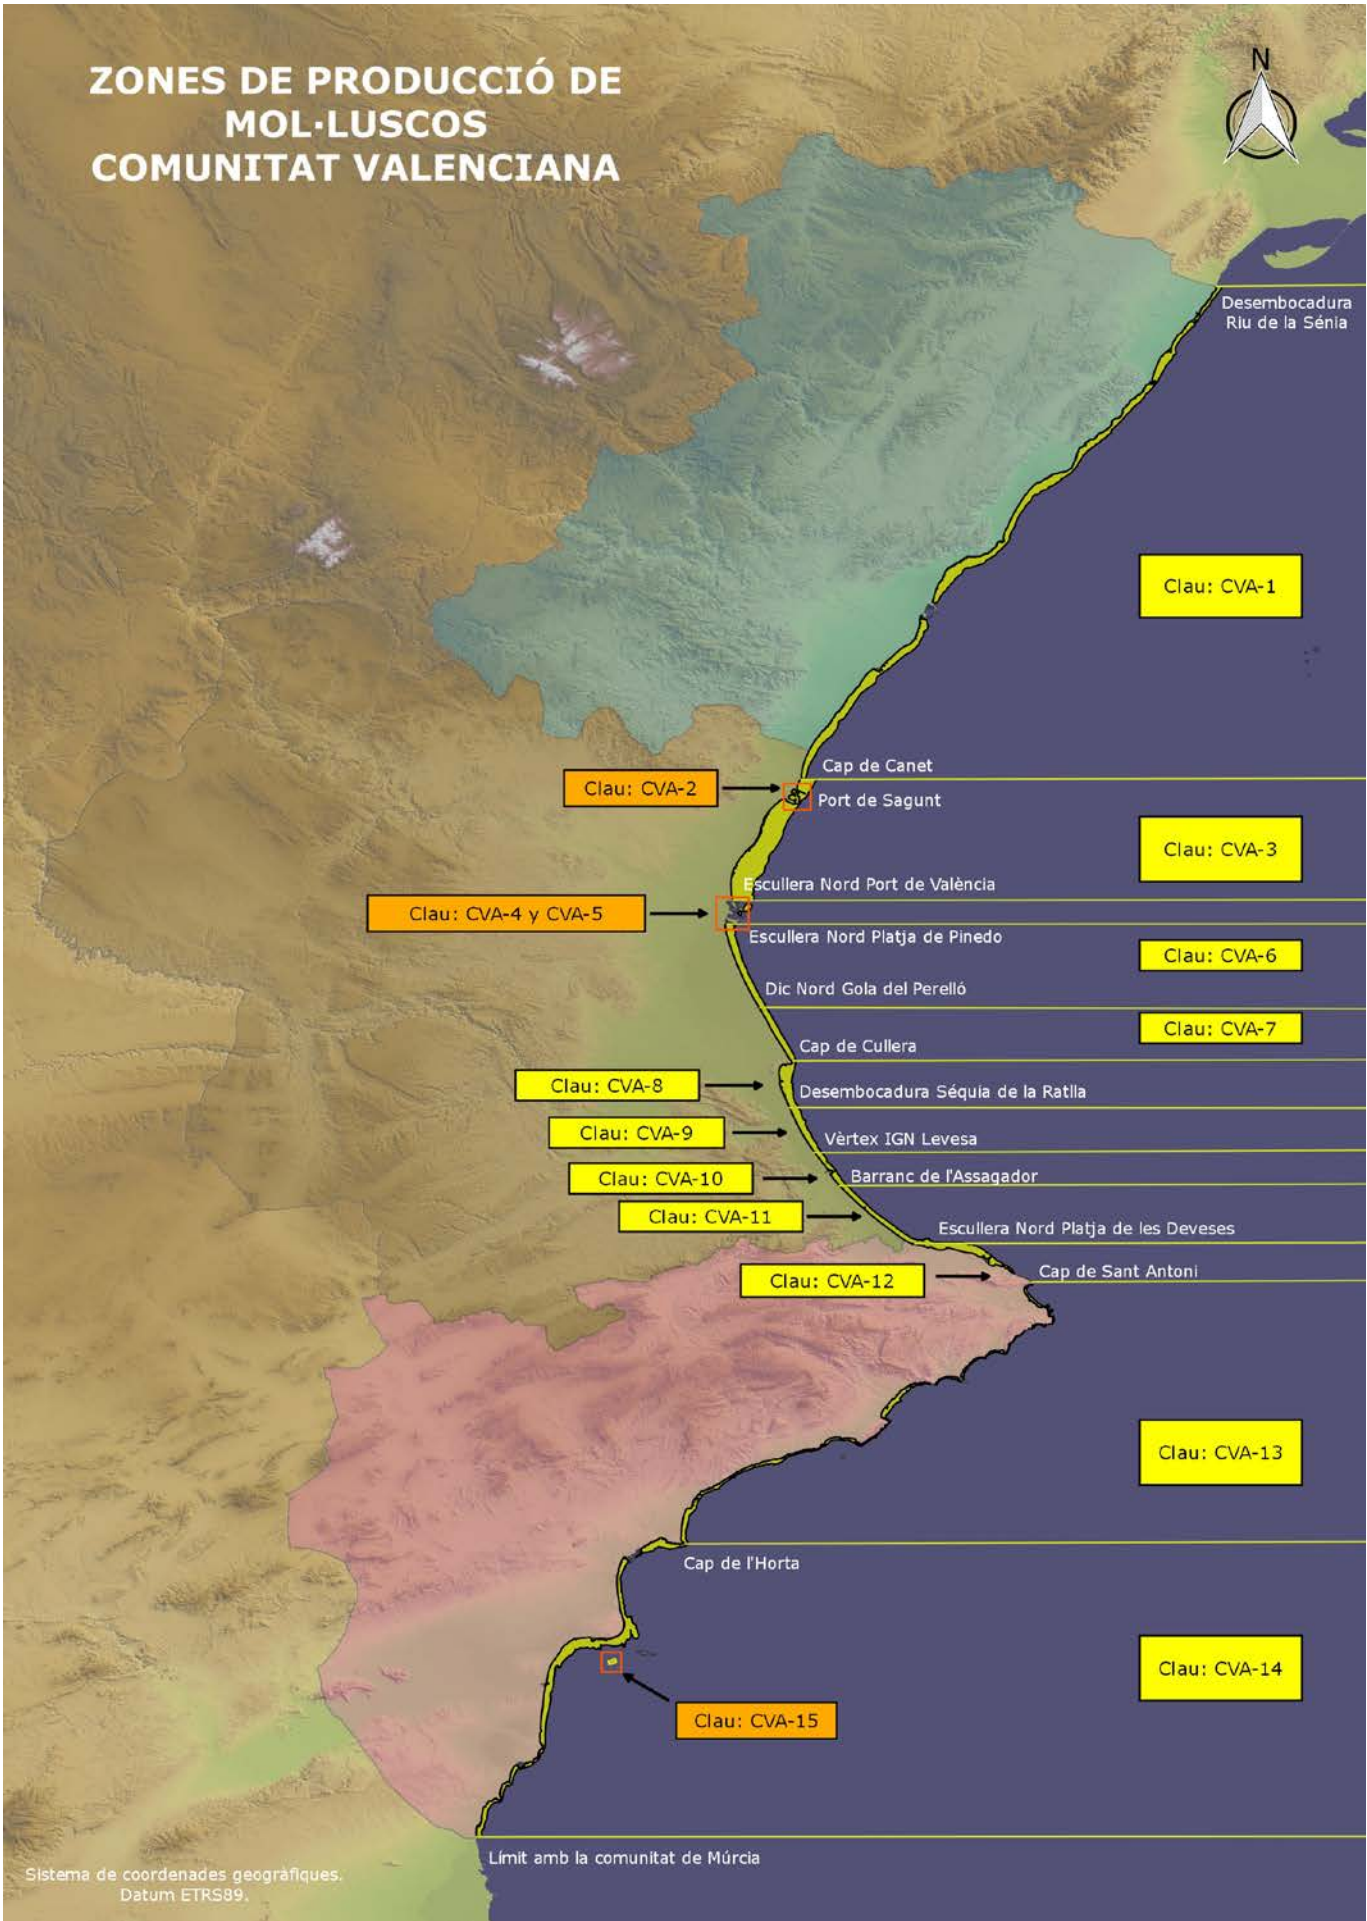 ZONES DE PRODUCCIÓ DE
MOL·LUSCOS
COMUNITAT VALENCIANA
N
Desembocadura
Riu de la Sénia
Clau: CVA-1
Cap de Canet
Clau: CVA-2
Port de Sagunt
Clau: CVA-3
Escullera Nord Port de València
Clau: CVA-4 y CVA-5
Escullera Nord Platja de Pinedo
Clau: CVA-6
Dic Nord Gola del Perelló
Clau: CVA-7
Cap de Cullera
Clau: CVA-8
Desembocadura Séquia de la Ratlla
Clau: CVA-9
Vèrtex IGN Levesa
Clau: CVA-10
Barranc de l'Assagador
Clau: CVA-11
Escullera Nord Platja de les Deveses
Clau: CVA-12
Cap de Sant Antoni
Clau: CVA-13
Cap de l'Horta
Clau: CVA-14
Clau: CVA-15
Límit amb la comunitat de Múrcia
Sistema de coordenades geogràfiques.
Datum ETRS89.